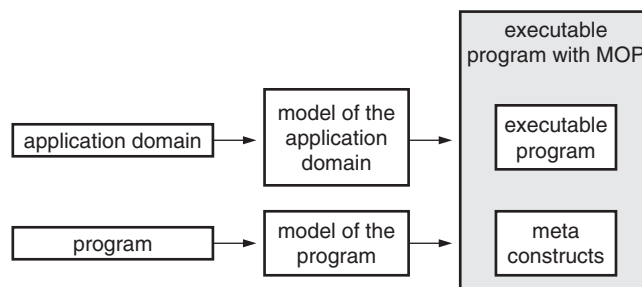 executable
program with MOP
application domain
model of the
application
domain
executable
program
program
model of the
program
meta
constructs